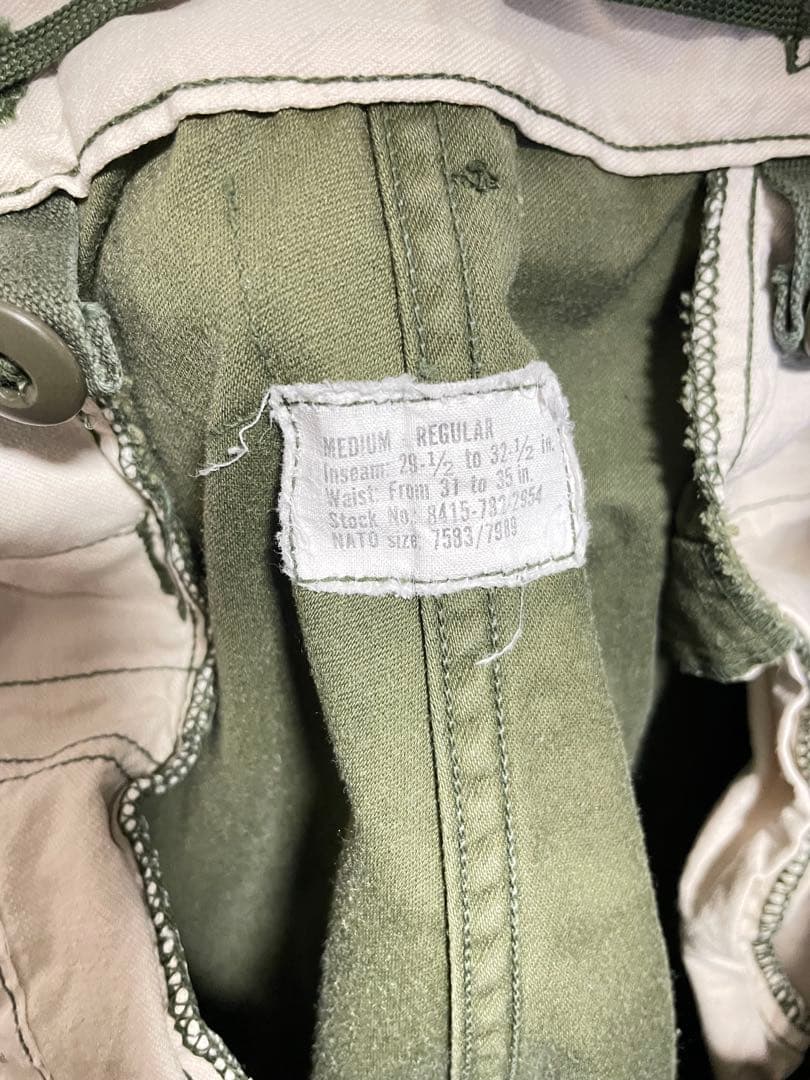 MEDIUM - REGULAR
Inseam: 29-1/2 to 32-1/2 in.
Waist: From 31 to 35 in.
Stock No.: 8415-782-2954
NATO size: 7583/7989